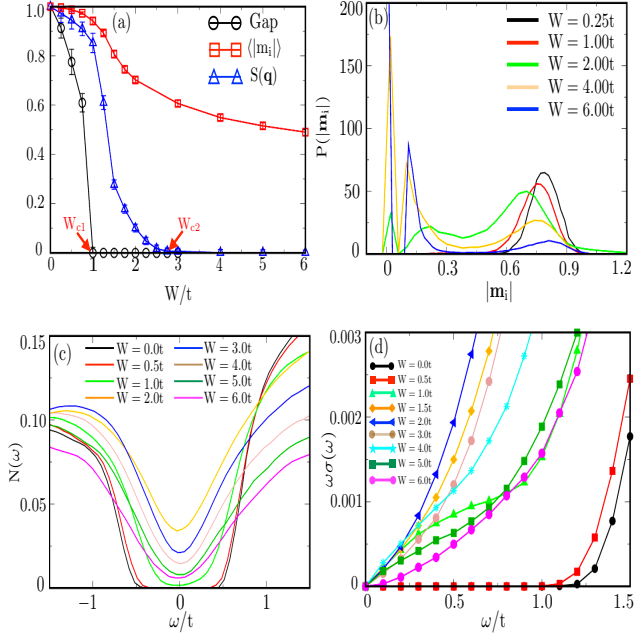 (a)
Gap
⟨|m_i|⟩
S(q)
1.0
0.8
0.6
0.4
0.2
0
W_c1
W_c2
0 1 2 3 4 5 6
W/t
(b)
W = 0.25t
W = 1.00t
W = 2.00t
W = 4.00t
W = 6.00t
P(|m_i|)
200
150
100
50
0
0 0.3 0.6 0.9 1.2
|m_i|
(c)
W = 0.0t
W = 0.5t
W = 1.0t
W = 2.0t
W = 3.0t
W = 4.0t
W = 5.0t
W = 6.0t
N(ω)
0.15
0.10
0.05
0
−1 0 1
ω/t
(d)
W = 0.0t
W = 0.5t
W = 1.0t
W = 1.5t
W = 2.0t
W = 3.0t
W = 4.0t
W = 5.0t
W = 6.0t
ωσ(ω)
0.003
0.002
0.001
0
0 0.5 1.0 1.5
ω/t